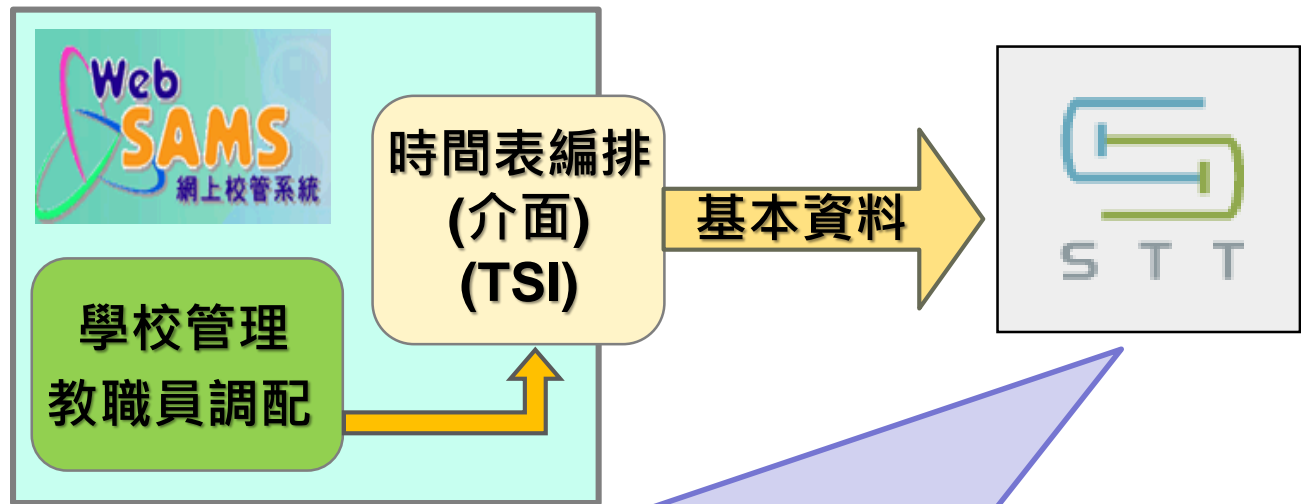 Web
SAMS
網上校管系統
時間表編排
(介面)
(TSI)
基本資料
STT
學校管理
教職員調配